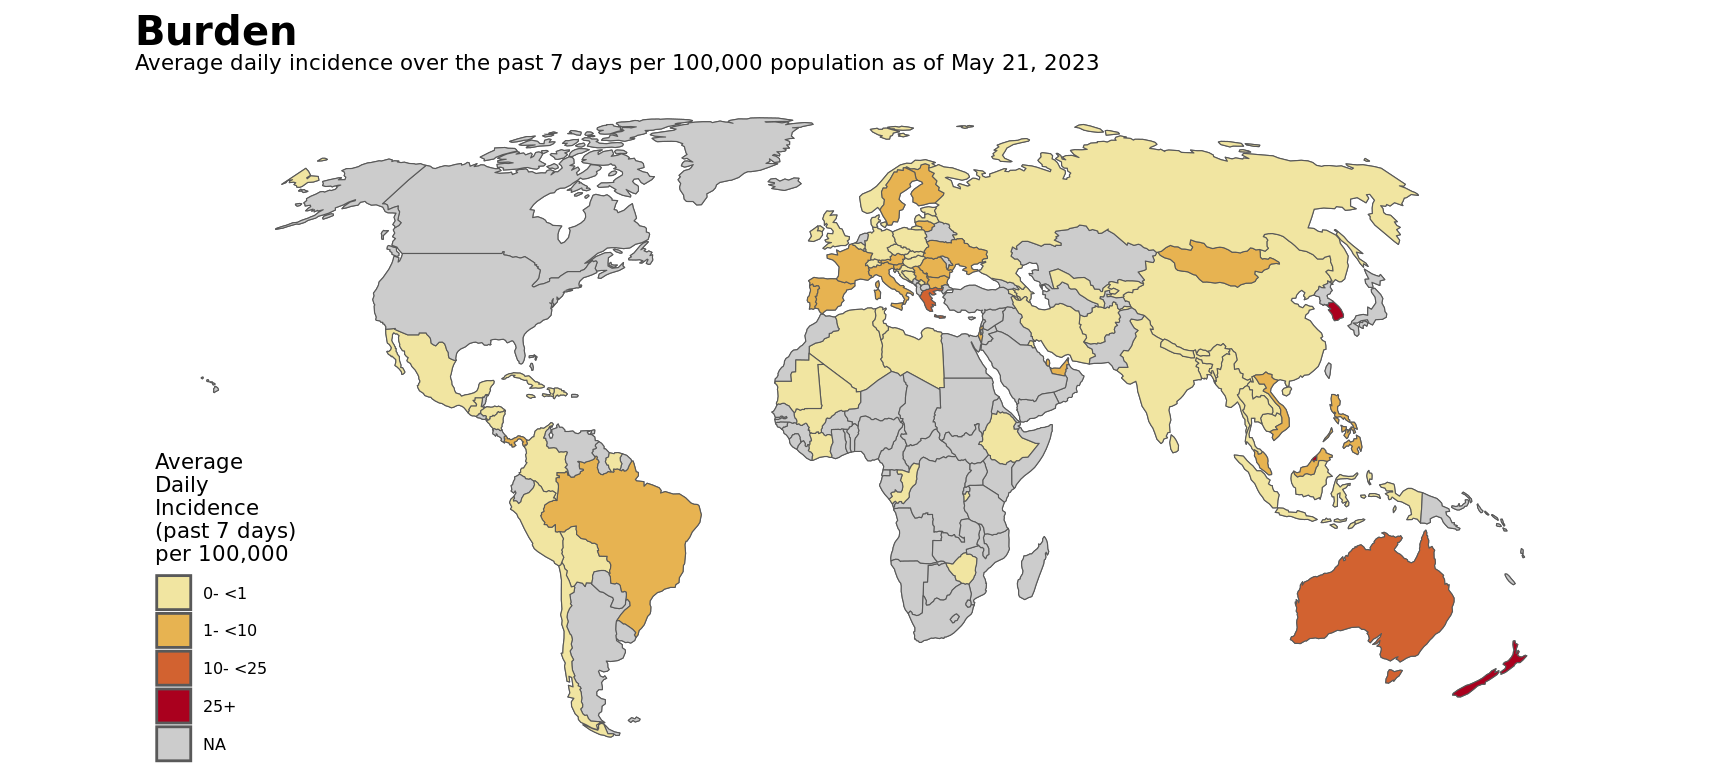 Burden
Average daily incidence over the past 7 days per 100,000 population as of May 21, 2023
Average
Daily
Incidence
(past 7 days)
per 100,000
0- <1
1- <10
10- <25
25+
NA